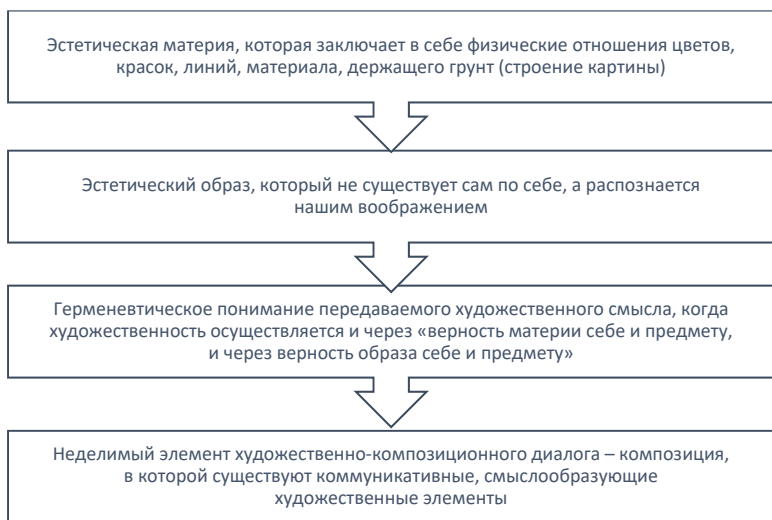 Эстетическая материя, которая заключает в себе физические отношения цветов,
красок, линий, материала, держащего грунт (строение картины)
Эстетический образ, который не существует сам по себе, а распознается
нашим воображением
Герменевтическое понимание передаваемого художественного смысла, когда
художественность осуществляется и через «верность материи себе и предмету,
и через верность образа себе и предмету»
Неделимый элемент художественно-композиционного диалога – композиция,
в которой существуют коммуникативные, смыслообразующие
художественные элементы